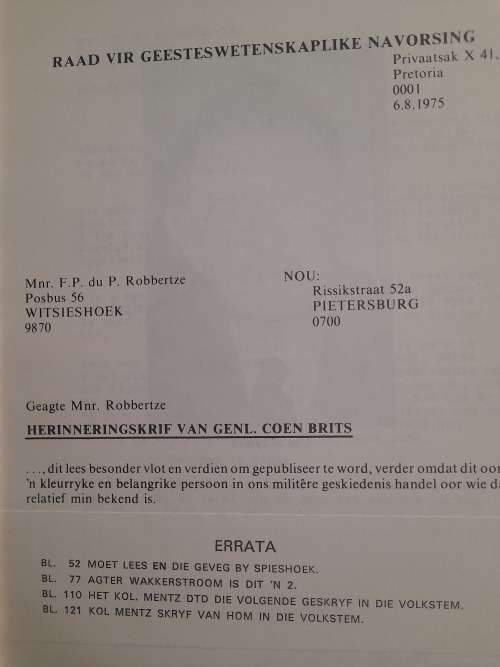 RAAD VIR GEESTESWETENSKAPLIKE NAVORSING
Privaatsak X 41.
Pretoria
0001
6.8.1975
Mnr. F.P. du P. Robbertze
Posbus 56
WITSIESHOEK
9870
NOU:
Rissikstraat 52a
PIETERSBURG
0700
Geagte Mnr. Robbertze
HERINNERINGSKRIF VAN GENL. COEN BRITS
..., dit lees besonder vlot en verdien om gepubliseer te word, verder omdat dit
'n kleurryke en belangrike persoon in ons militêre geskiedenis handel oor wie
relatief min bekend is.
ERRATA
BL. 52 MOET LEES EN DIE GEVEG BY SPIESHOEK.
BL. 77 AGTER WAKKERSTROOM IS DIT 'N 2.
BL. 110 HET KOL. MENTZ DTD DIE VOLGENDE GESKRYF IN DIE VOLKSTEM.
BL. 121 KOL MENTZ SKRYF VAN HOM IN DIE VOLKSTEM.